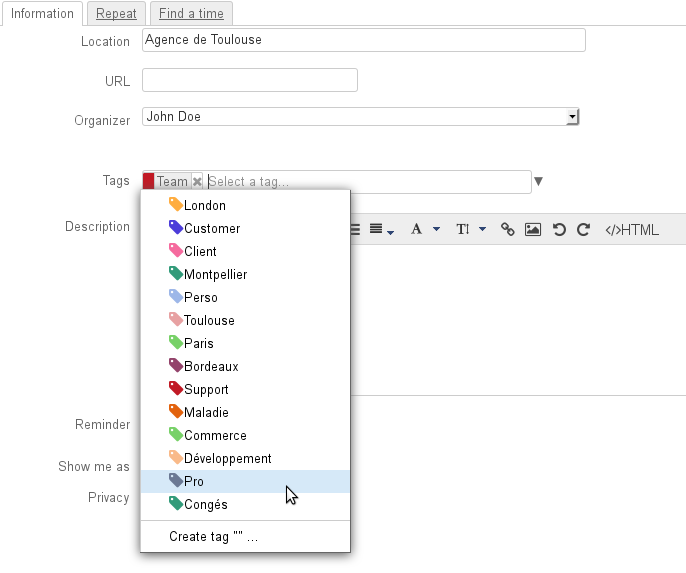 Information Repeat Find a time
Location Agence de Toulouse
URL
Organizer John Doe
Tags Team Select a tag...
Description A T HTML
London
Customer
Client
Montpellier
Perso
Toulouse
Paris
Bordeaux
Support
Maladie
Reminder
Commerce
Développement
Show me as
Pro
Privacy
Congés
Create tag "" ...